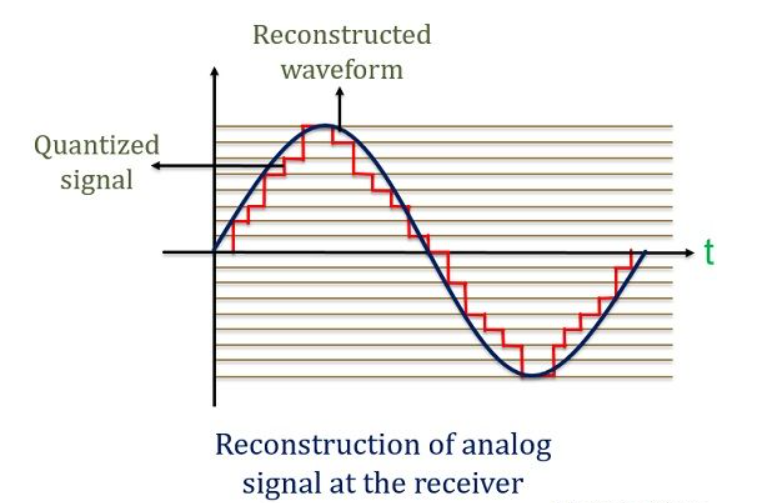 Reconstructed
waveform
Quantized
signal
t
Reconstruction of analog
signal at the receiver